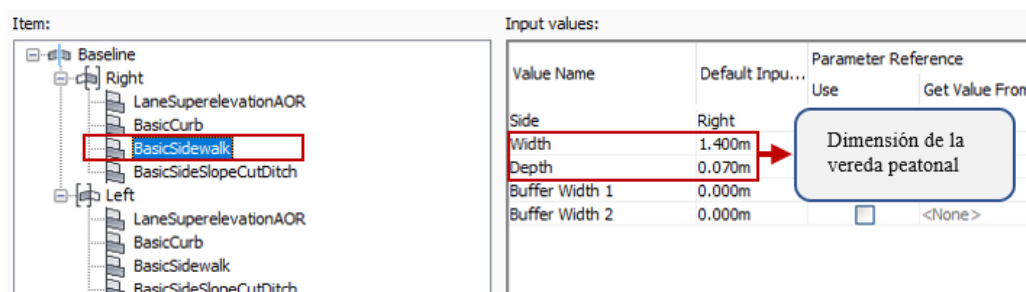 Item:
Input values:
Baseline
Right
LaneSuperelevationAOR
BasicCurb
BasicSidewalk
BasicSideSlopeCutDitch
Left
LaneSuperelevationAOR
BasicCurb
BasicSidewalk
BasicSideSlopeCutDitch
Value Name
Default Inpu...
Parameter Reference
Use
Get Value From
Side Right
Width 1.400m
Depth 0.070m
Buffer Width 1 0.000m
Buffer Width 2 0.000m <None>
Dimensión de la
vereda peatonal